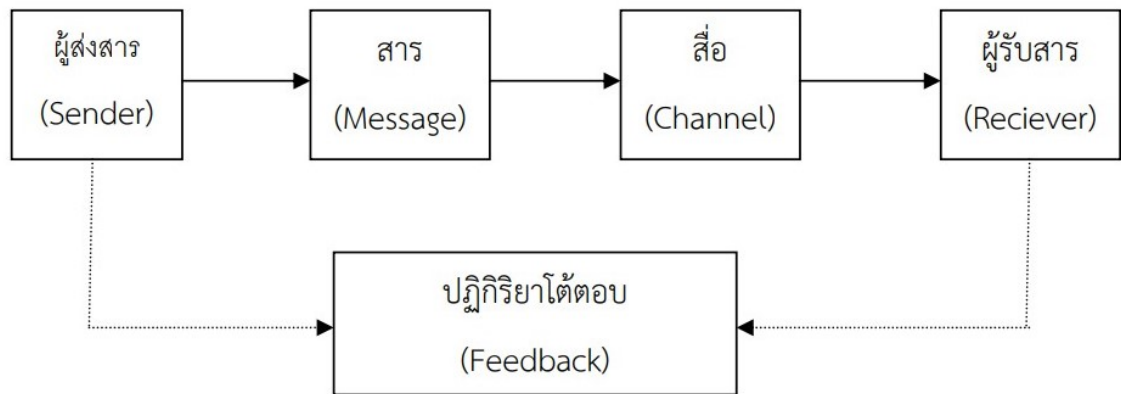 ผู้ส่งสาร
(Sender)
สาร
(Message)
สื่อ
(Channel)
ผู้รับสาร
(Reciever)
ปฏิกิริยาโต้ตอบ
(Feedback)